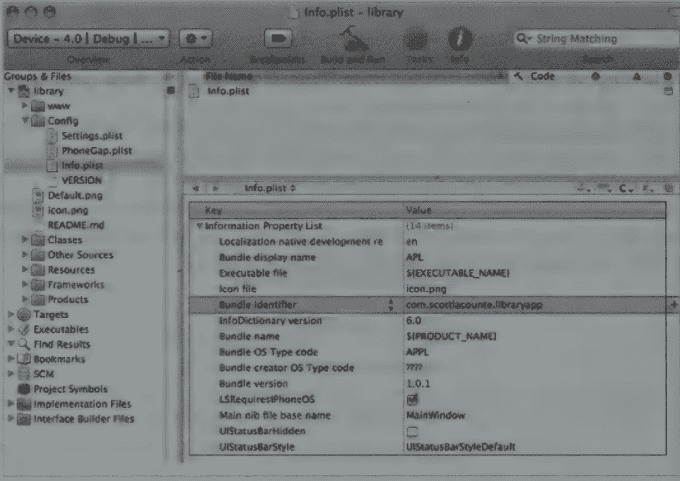 Info.plist - library
Device - 4.0 | Debug | ...
String Matching
Overview
Action
Breakpoints
Build and Run
Tasks
Info
Search
Groups & Files
File Name
Code
library
Info.plist
www
Config
Settings.plist
PhoneGap.plist
Info.plist
VERSION
Default.png
icon.png
README.md
Classes
Other Sources
Resources
Frameworks
Products
Targets
Executables
Find Results
Bookmarks
SCM
Project Symbols
Implementation Files
Interface Builder Files
Info.plist
Key Value
Information Property List (14 items)
Localization native development re en
Bundle display name APL
Executable file ${EXECUTABLE_NAME}
Icon file icon.png
Bundle identifier com.scottlacounte.libraryapp
InfoDictionary version 6.0
Bundle name ${PRODUCT_NAME}
Bundle OS Type code APPL
Bundle creator OS Type code ????
Bundle version 1.0.1
LSRequiresIPhoneOS
Main nib file base name MainWindow
UIStatusBarHidden
UIStatusBarStyle UIStatusBarStyleDefault